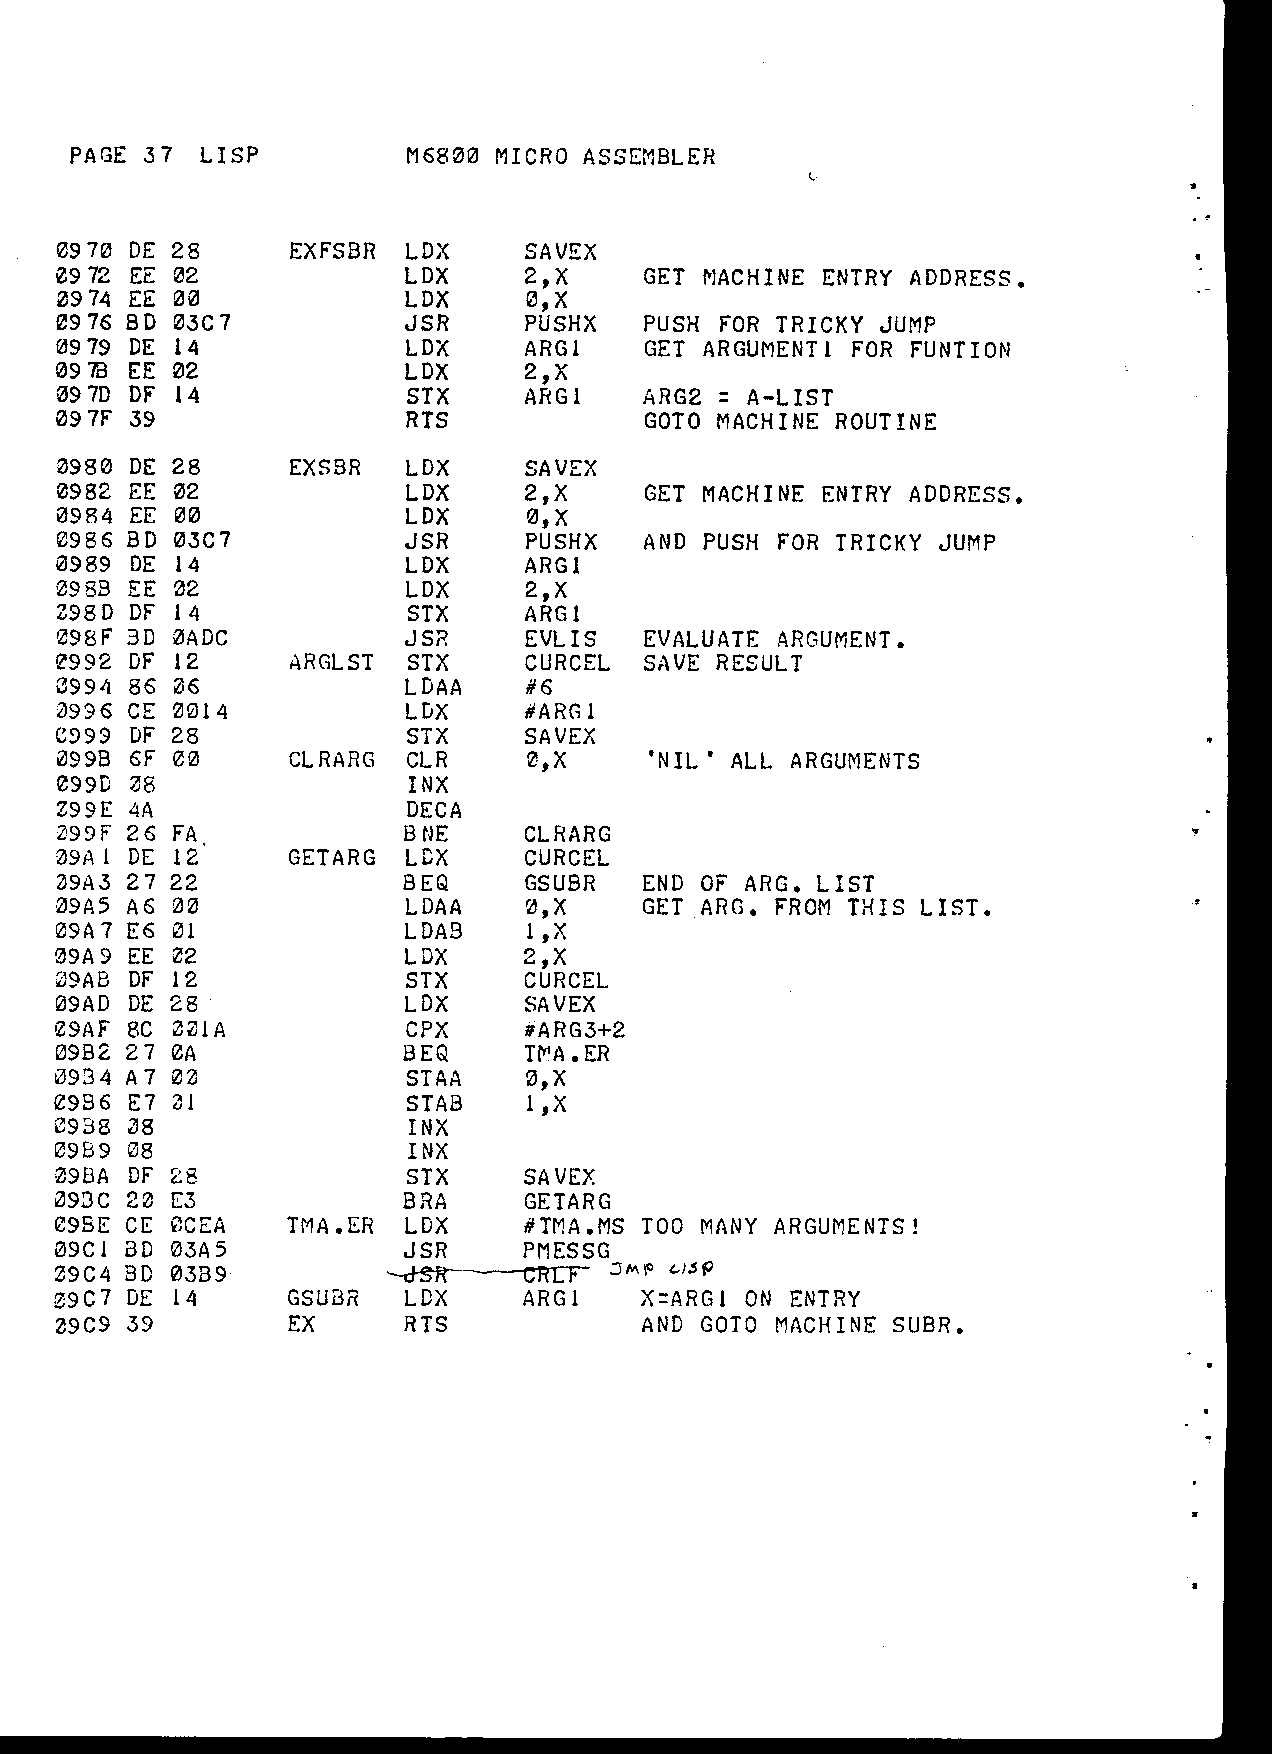 PAGE 37 LISP M6800 MICRO ASSEMBLER
0970 DE 28 EXFSBR LDX SAVEX
0972 EE 02 LDX 2,X GET MACHINE ENTRY ADDRESS.
0974 EE 00 LDX 0,X
0976 BD 03C7 JSR PUSHX PUSH FOR TRICKY JUMP
0979 DE 14 LDX ARG1 GET ARGUMENT1 FOR FUNTION
097B EE 02 LDX 2,X
097D DF 14 STX ARG1 ARG2 = A-LIST
097F 39 RTS GOTO MACHINE ROUTINE
0980 DE 28 EXSBR LDX SAVEX
0982 EE 02 LDX 2,X GET MACHINE ENTRY ADDRESS.
0984 EE 00 LDX 0,X
0986 BD 03C7 JSR PUSHX AND PUSH FOR TRICKY JUMP
0989 DE 14 LDX ARG1
098B EE 02 LDX 2,X
098D DF 14 STX ARG1
098F BD 0ADC JSR EVLIS EVALUATE ARGUMENT.
0992 DF 12 ARGLST STX CURCEL SAVE RESULT
0994 86 06 LDAA #6
0996 CE 0014 LDX #ARG1
0999 DF 28 STX SAVEX
099B 6F 00 CLRARG CLR 0,X 'NIL' ALL ARGUMENTS
099D 08 INX
099E 4A DECA
099F 26 FA BNE CLRARG
09A1 DE 12 GETARG LDX CURCEL
09A3 27 22 BEQ GSUBR END OF ARG. LIST
09A5 A6 00 LDAA 0,X GET ARG. FROM THIS LIST.
09A7 E6 01 LDAB 1,X
09A9 EE 02 LDX 2,X
09AB DF 12 STX CURCEL
09AD DE 28 LDX SAVEX
09AF 8C 001A CPX #ARG3+2
09B2 27 0A BEQ TMA.ER
09B4 A7 00 STAA 0,X
09B6 E7 01 STAB 1,X
09B8 08 INX
09B9 08 INX
09BA DF 28 STX SAVEX
09BC 20 E3 BRA GETARG
09BE CE 0CEA TMA.ER LDX #TMA.MS TOO MANY ARGUMENTS!
09C1 BD 03A5 JSR PMESSG
09C4 BD 03B9 JSR CRLF JMP LISP
09C7 DE 14 GSUBR LDX ARG1 X=ARG1 ON ENTRY
09C9 39 EX RTS AND GOTO MACHINE SUBR.